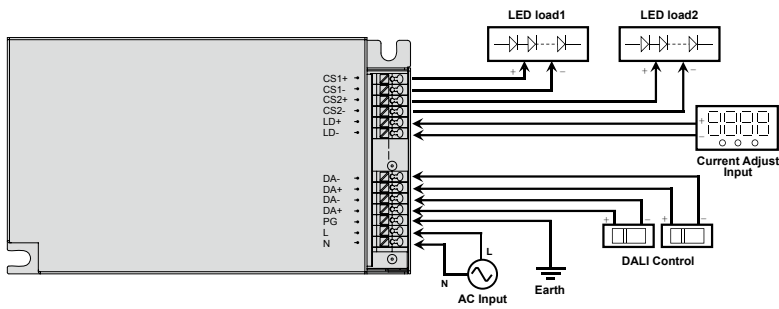 LED load1
LED load2
+
−
+
−
CS1+
CS1-
CS2+
CS2-
LD+
LD-
+
−
Current Adjust
Input
DA-
DA+
DA-
DA+
PG
L
N
+
−
+
−
DALI Control
L
N
AC Input
Earth